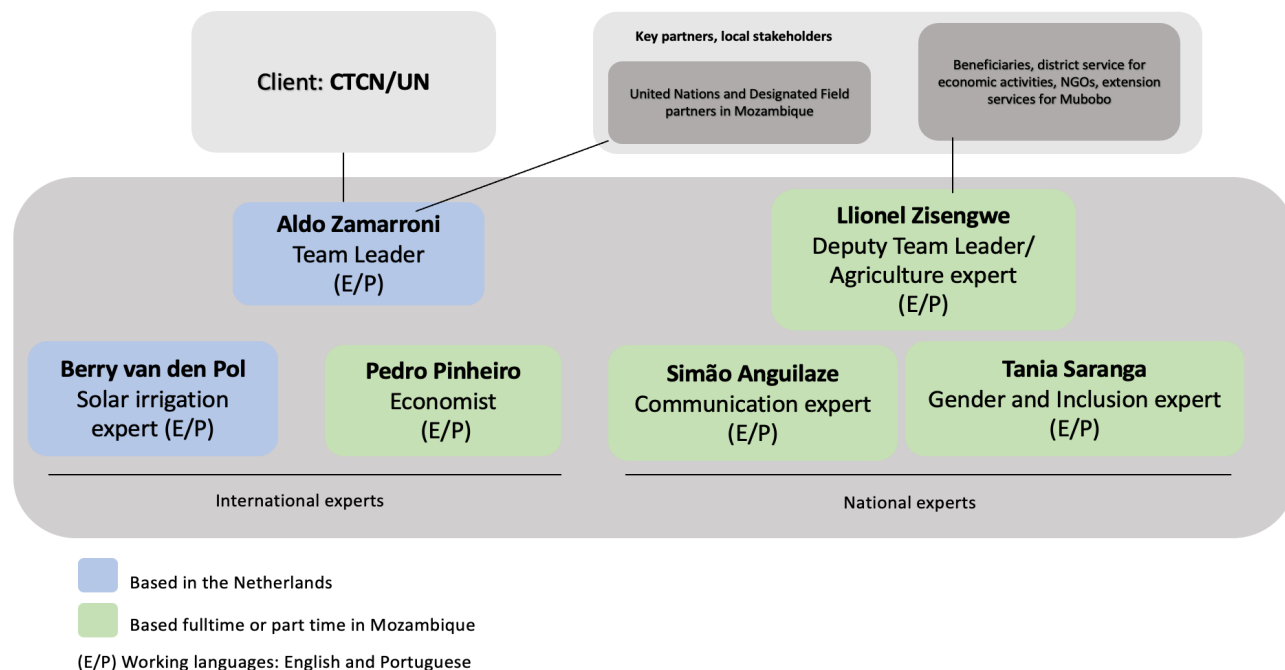 Client: CTCN/UN
Key partners, local stakeholders
United Nations and Designated Field
partners in Mozambique
Beneficiaries, district service for
economic activities, NGOs, extension
services for Mubobo
Aldo Zamarroni
Team Leader
(E/P)
Llionel Zisengwe
Deputy Team Leader/
Agriculture expert
(E/P)
Berry van den Pol
Solar irrigation
expert (E/P)
Pedro Pinheiro
Economist
(E/P)
Simão Anguilaze
Communication expert
(E/P)
Tania Saranga
Gender and Inclusion expert
(E/P)
International experts
National experts
Based in the Netherlands
Based fulltime or part time in Mozambique
(E/P) Working languages: English and Portuguese